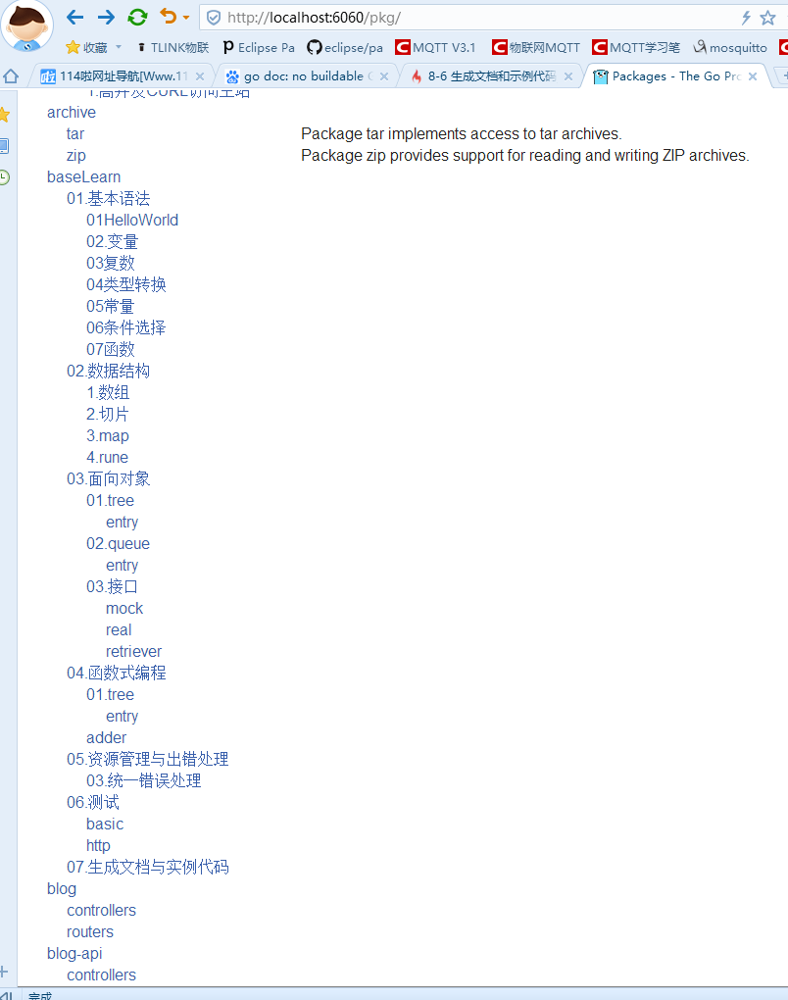 http://localhost:6060/pkg/
收藏 TLINK物联 Eclipse Pa eclipse/pa MQTT V3.1 物联网MQTT MQTT学习笔 mosquitto
114啦网址导航[Www.11 go doc: no buildable 8-6 生成文档和示例代码 Packages - The Go Pro
1.高并发CURL访问主站
archive
tar Package tar implements access to tar archives.
zip Package zip provides support for reading and writing ZIP archives.
baseLearn
01.基本语法
01HelloWorld
02.变量
03复数
04类型转换
05常量
06条件选择
07函数
02.数据结构
1.数组
2.切片
3.map
4.rune
03.面向对象
01.tree
entry
02.queue
entry
03.接口
mock
real
retriever
04.函数式编程
01.tree
entry
adder
05.资源管理与出错处理
03.统一错误处理
06.测试
basic
http
07.生成文档与实例代码
blog
controllers
routers
blog-api
controllers
完成